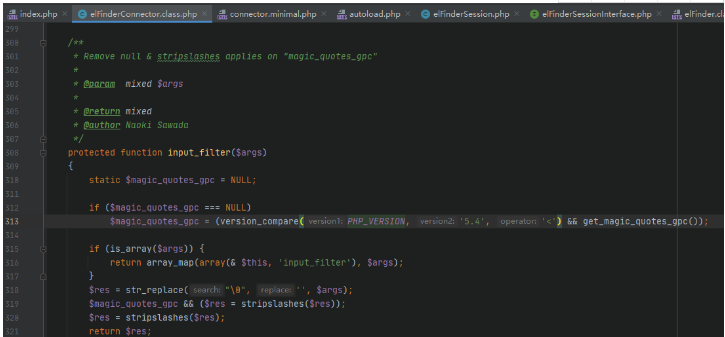 index.php × elFinderConnector.class.php × connector.minimal.php × autoload.php × elFinderSession.php × elFinderSessionInterface.php × elFinder.cl
299
300 /**
301 * Remove null & stripslashes applies on "magic_quotes_gpc"
302 *
303 * @param mixed $args
304 *
305 * @return mixed
306 * @author Naoki Sawada
307 */
308 protected function input_filter($args)
309 {
310 static $magic_quotes_gpc = NULL;
311
312 if ($magic_quotes_gpc === NULL)
313 $magic_quotes_gpc = (version_compare( version1: PHP_VERSION, version2: '5.4', operator: '<') && get_magic_quotes_gpc());
314
315 if (is_array($args)) {
316 return array_map(array(& $this, 'input_filter'), $args);
317 }
318 $res = str_replace( search: "\0", replace: '', $args);
319 $magic_quotes_gpc && ($res = stripslashes($res));
320 $res = stripslashes($res);
321 return $res;